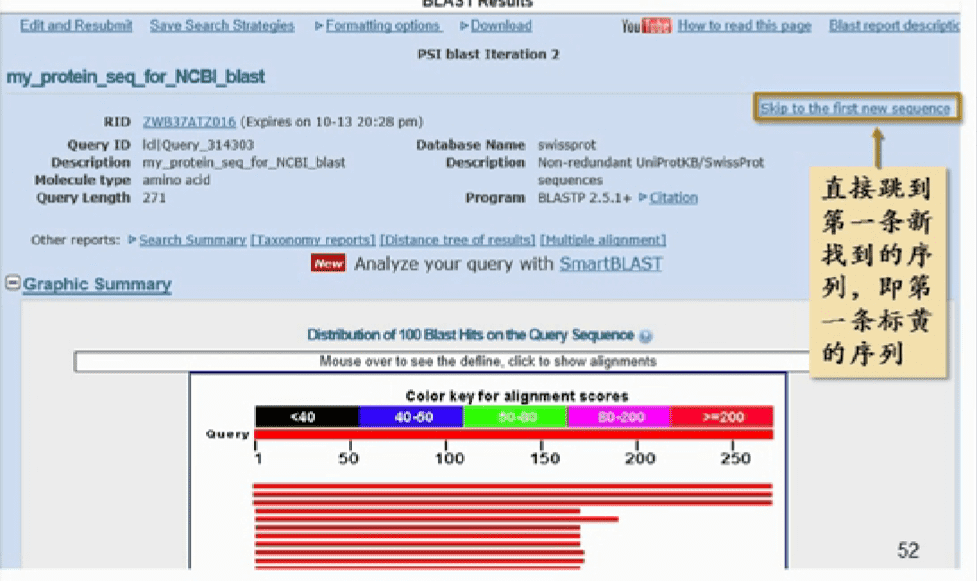 BLAST Results
Edit and Resubmit Save Search Strategies Formatting options Download YouTube How to read this page Blast report descriptic
PSI blast Iteration 2
my_protein_seq_for_NCBI_blast
Skip to the first new sequence
RID ZWB37ATZ016 (Expires on 10-13 20:28 pm)
Query ID lcl|Query_314303
Description my_protein_seq_for_NCBI_blast
Molecule type amino acid
Query Length 271
Database Name swissprot
Description Non-redundant UniProtKB/SwissProt
sequences
Program BLASTP 2.5.1+ Citation
直接跳到
第一条新
找到的序
列，即第
一条标黄
的序列
Other reports: Search Summary [Taxonomy reports] [Distance tree of results] [Multiple alignment]
New Analyze your query with SmartBLAST
Graphic Summary
Distribution of 100 Blast Hits on the Query Sequence
Mouse over to see the define, click to show alignments
Color key for alignment scores
<40 40-50 50-80 80-200 >=200
Query
1 50 100 150 200 250
52